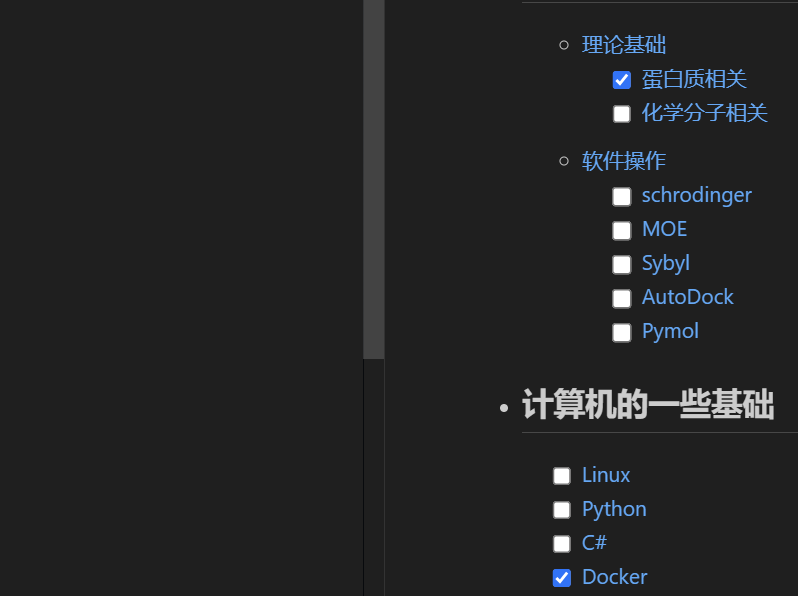 理论基础
蛋白质相关
化学分子相关
软件操作
schrodinger
MOE
Sybyl
AutoDock
Pymol
计算机的一些基础
Linux
Python
C#
Docker